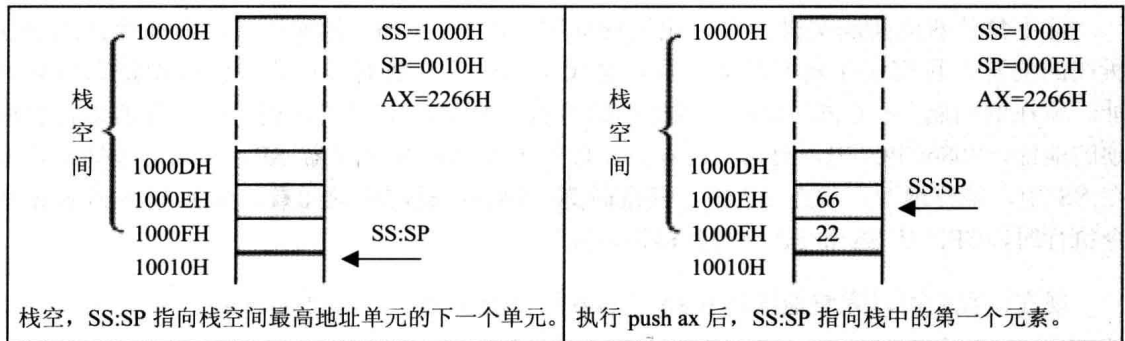 10000H
SS=1000H
SP=0010H
AX=2266H
栈空间
1000DH
1000EH
1000FH
SS:SP
10010H
栈空，SS:SP 指向栈空间最高地址单元的下一个单元。
10000H
SS=1000H
SP=000EH
AX=2266H
栈空间
1000DH
1000EH
66
SS:SP
1000FH
22
10010H
执行 push ax 后，SS:SP 指向栈中的第一个元素。